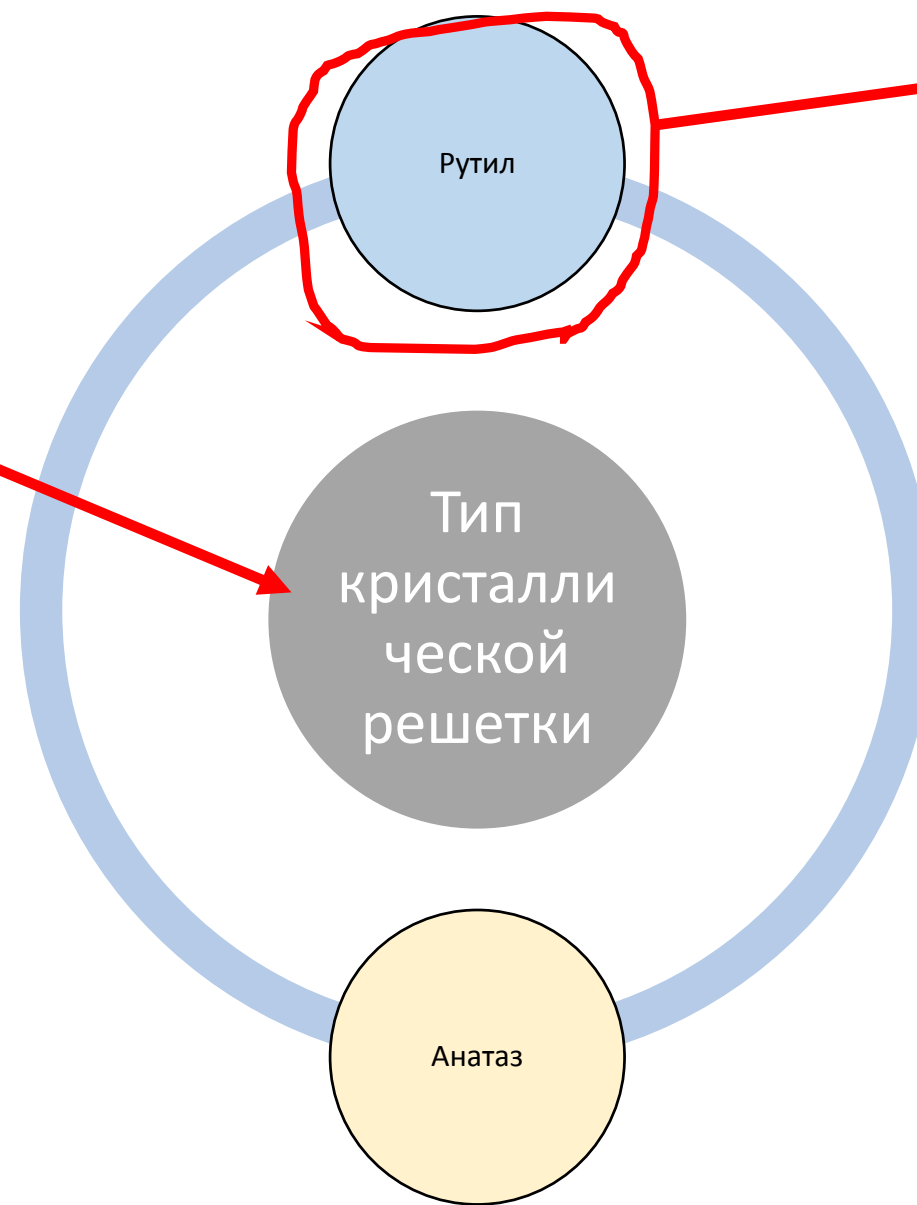 Рутил
Тип
кристалли
ческой
решетки
Анатаз